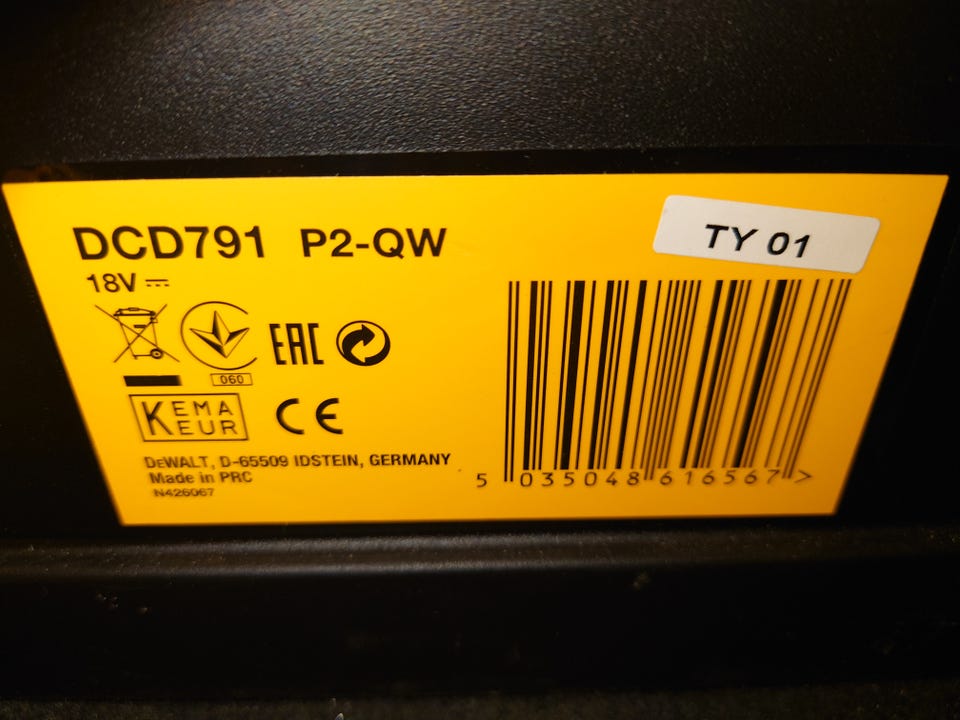 DCD791 P2-QW
TY 01
18V
060
EAC
KEMA
KEUR
CE
DEWALT, D-65509 IDSTEIN, GERMANY
Made in PRC
N426067
5 035048 616567 >